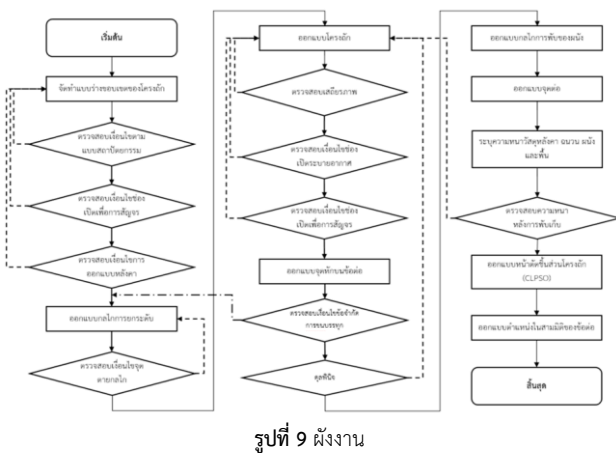 เริ่มต้น
จัดทำแบบร่างขอบเขตของโครงถัก
ตรวจสอบเงื่อนไขตาม
แบบสถาปัตยกรรม
ตรวจสอบเงื่อนไขช่อง
เปิดเพื่อการสัญจร
ตรวจสอบเงื่อนไขการ
ออกแบบหลังคา
ออกแบบกลไกการยกระดับ
ตรวจสอบเงื่อนไขจุด
ตายกลไก
ออกแบบโครงถัก
ตรวจสอบเสถียรภาพ
ตรวจสอบเงื่อนไขช่อง
เปิดระบายอากาศ
ตรวจสอบเงื่อนไขช่อง
เปิดเพื่อการสัญจร
ออกแบบจุดหักบนข้อต่อ
ตรวจสอบเงื่อนไขข้อจำกัด
การขนบรรทุก
ดุลพินิจ
ออกแบบกลไกการพับของผนัง
ออกแบบจุดต่อ
ระบุความหนาวัสดุหลังคา ฉนวน ผนัง
และพื้น
ตรวจสอบความหนา
หลังการพับเก็บ
ออกแบบหน้าตัดชิ้นส่วนโครงถัก
(CLPSO)
ออกแบบตำแหน่งในสามมิติของข้อต่อ
สิ้นสุด
รูปที่ 9 ผังงาน